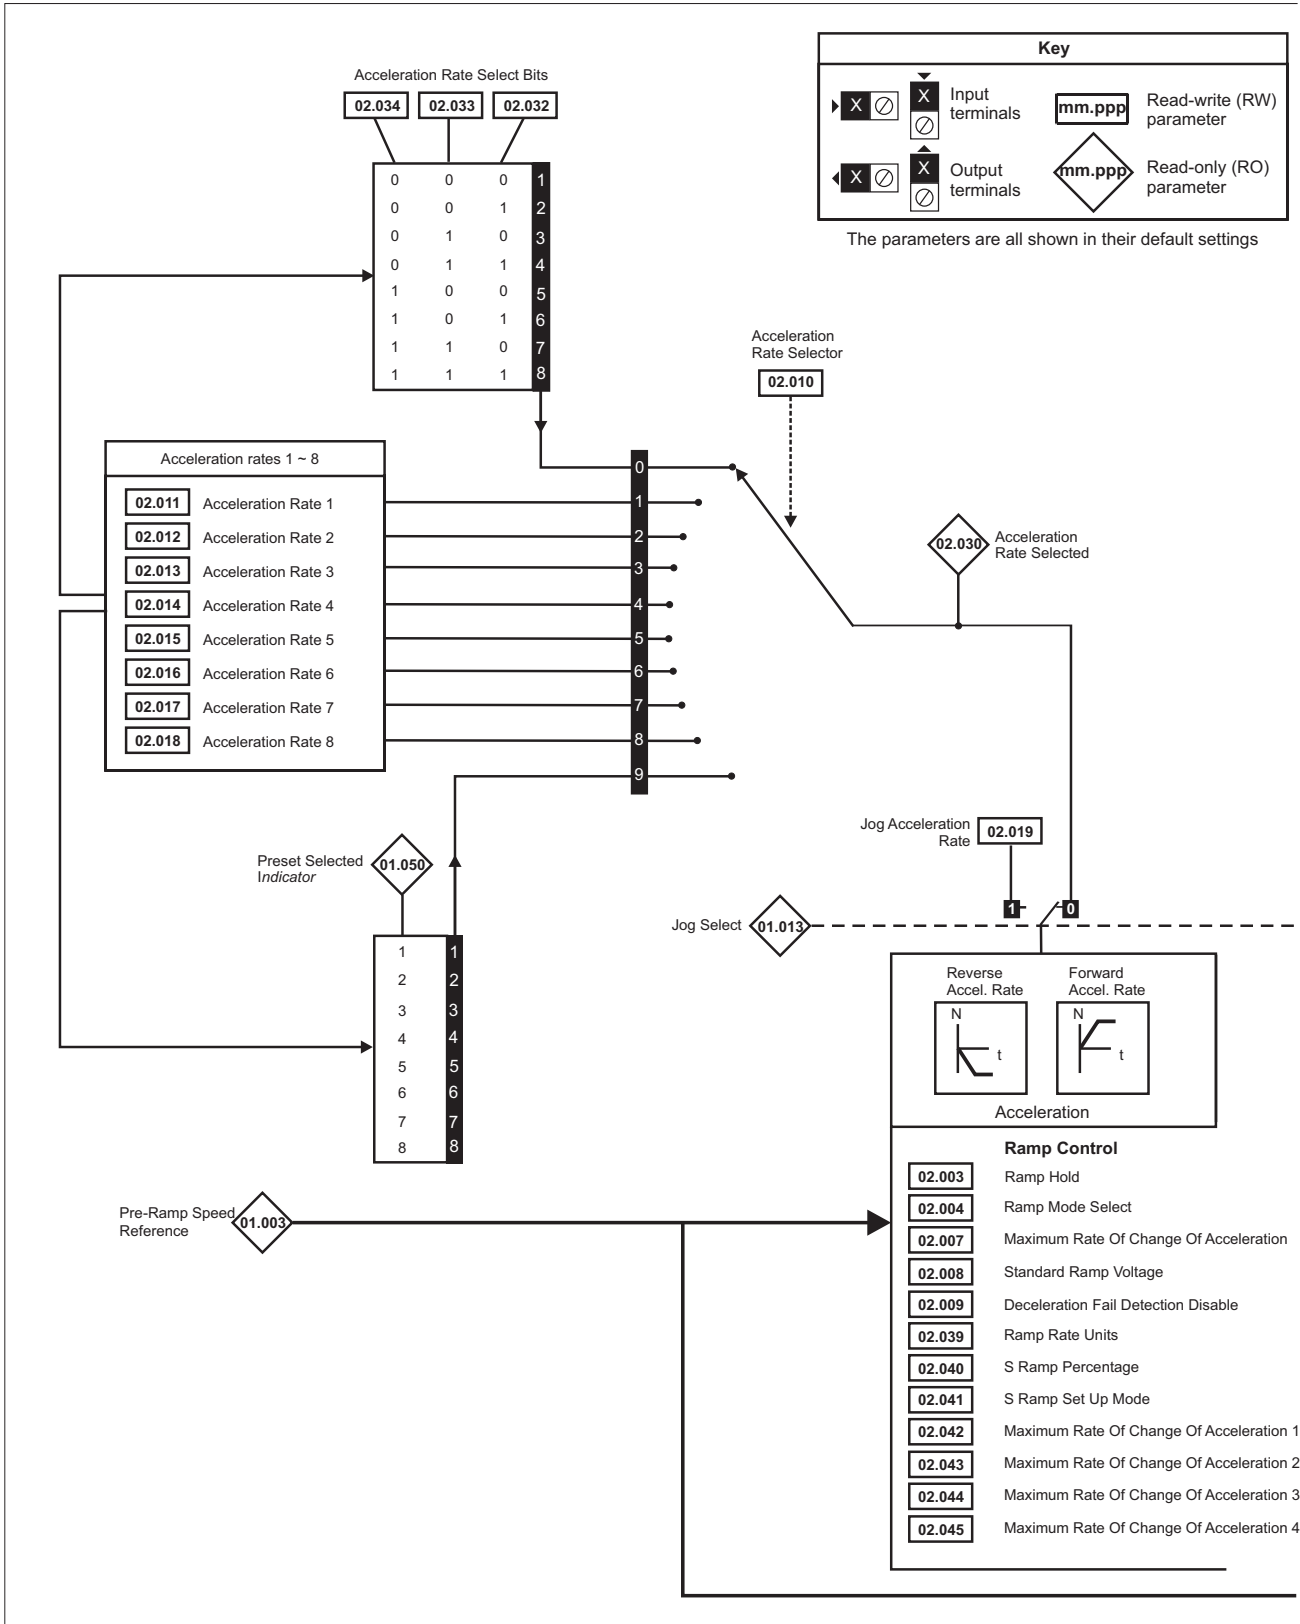 Key
X
X
Input
terminals
mm.ppp
Read-write (RW)
parameter
X
X
Output
terminals
mm.ppp
Read-only (RO)
parameter
The parameters are all shown in their default settings
Acceleration Rate Select Bits
02.034 02.033 02.032
0 0 0 1
0 0 1 2
0 1 0 3
0 1 1 4
1 0 0 5
1 0 1 6
1 1 0 7
1 1 1 8
Acceleration
Rate Selector
02.010
Acceleration rates 1 ~ 8
02.011 Acceleration Rate 1
02.012 Acceleration Rate 2
02.013 Acceleration Rate 3
02.014 Acceleration Rate 4
02.015 Acceleration Rate 5
02.016 Acceleration Rate 6
02.017 Acceleration Rate 7
02.018 Acceleration Rate 8
0
1
2
3
4
5
6
7
8
9
02.030
Acceleration
Rate Selected
Jog Acceleration
Rate
02.019
1 0
Preset Selected
Indicator
01.050
Jog Select 01.013
1 1
2 2
3 3
4 4
5 5
6 6
7 7
8 8
Reverse
Accel. Rate
N
t
Forward
Accel. Rate
N
t
Acceleration
Pre-Ramp Speed
Reference
01.003
Ramp Control
02.003 Ramp Hold
02.004 Ramp Mode Select
02.007 Maximum Rate Of Change Of Acceleration
02.008 Standard Ramp Voltage
02.009 Deceleration Fail Detection Disable
02.039 Ramp Rate Units
02.040 S Ramp Percentage
02.041 S Ramp Set Up Mode
02.042 Maximum Rate Of Change Of Acceleration 1
02.043 Maximum Rate Of Change Of Acceleration 2
02.044 Maximum Rate Of Change Of Acceleration 3
02.045 Maximum Rate Of Change Of Acceleration 4